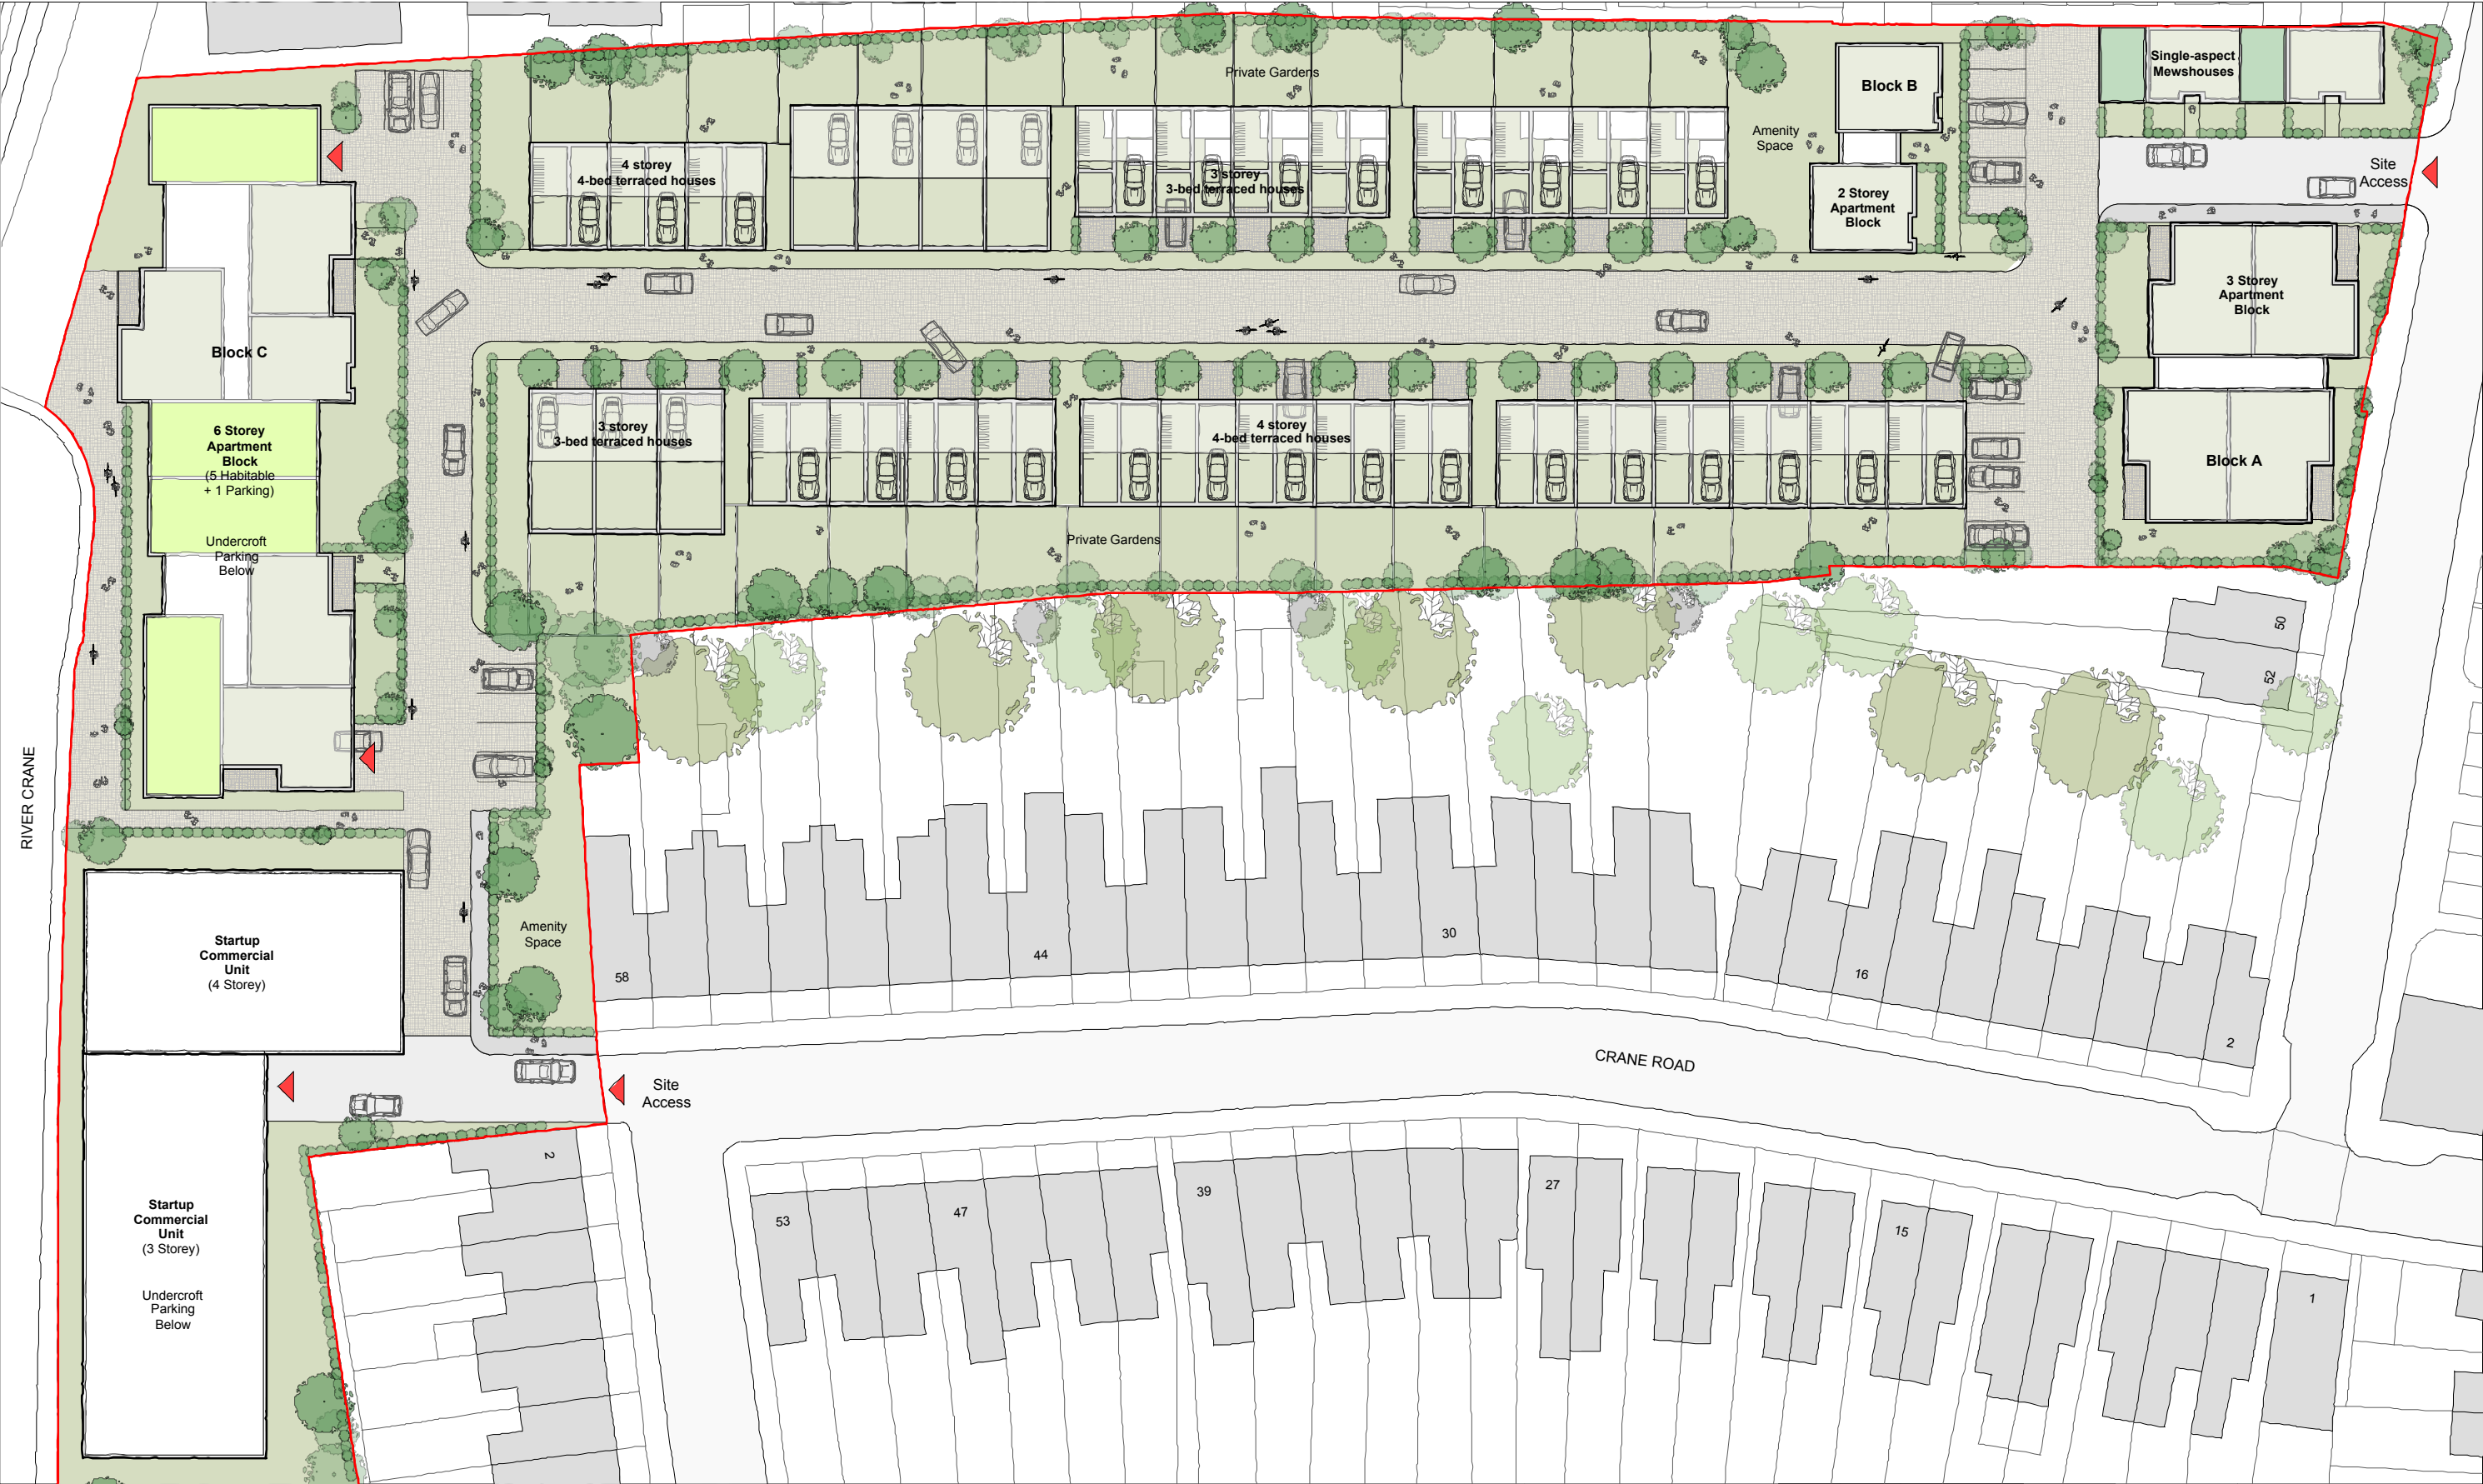 Private Gardens
Single-aspect
Mewshouses
Block B
Amenity
Space
Site
Access
4 storey
4-bed terraced houses
3 storey
3-bed terraced houses
2 Storey
Apartment
Block
3 Storey
Apartment
Block
Block C
6 Storey
Apartment
Block
(5 Habitable
+ 1 Parking)
Undercroft
Parking
Below
3 storey
3-bed terraced houses
4 storey
4-bed terraced houses
Block A
Private Gardens
50
52
RIVER CRANE
Startup
Commercial
Unit
(4 Storey)
Amenity
Space
58
44
30
16
2
CRANE ROAD
Site
Access
2
Startup
Commercial
Unit
(3 Storey)
Undercroft
Parking
Below
53
47
39
27
15
1